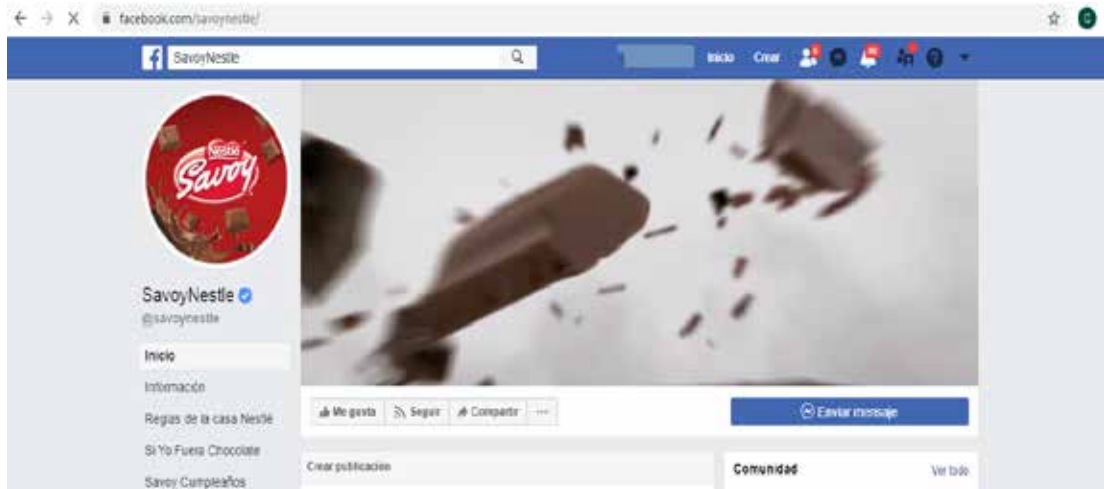 facebook.com/savoynestle/
SavoyNestle
Inicio Crear
Nestlé
Savoy
SavoyNestle
@savoynestle
Inicio
Información
Reglas de la casa Nestlé
Si Yo Fuera Chocolate
Savoy Cumpleaños
Me gusta Seguir Compartir ...
Enviar mensaje
Crear publicación
Comunidad Ver todo